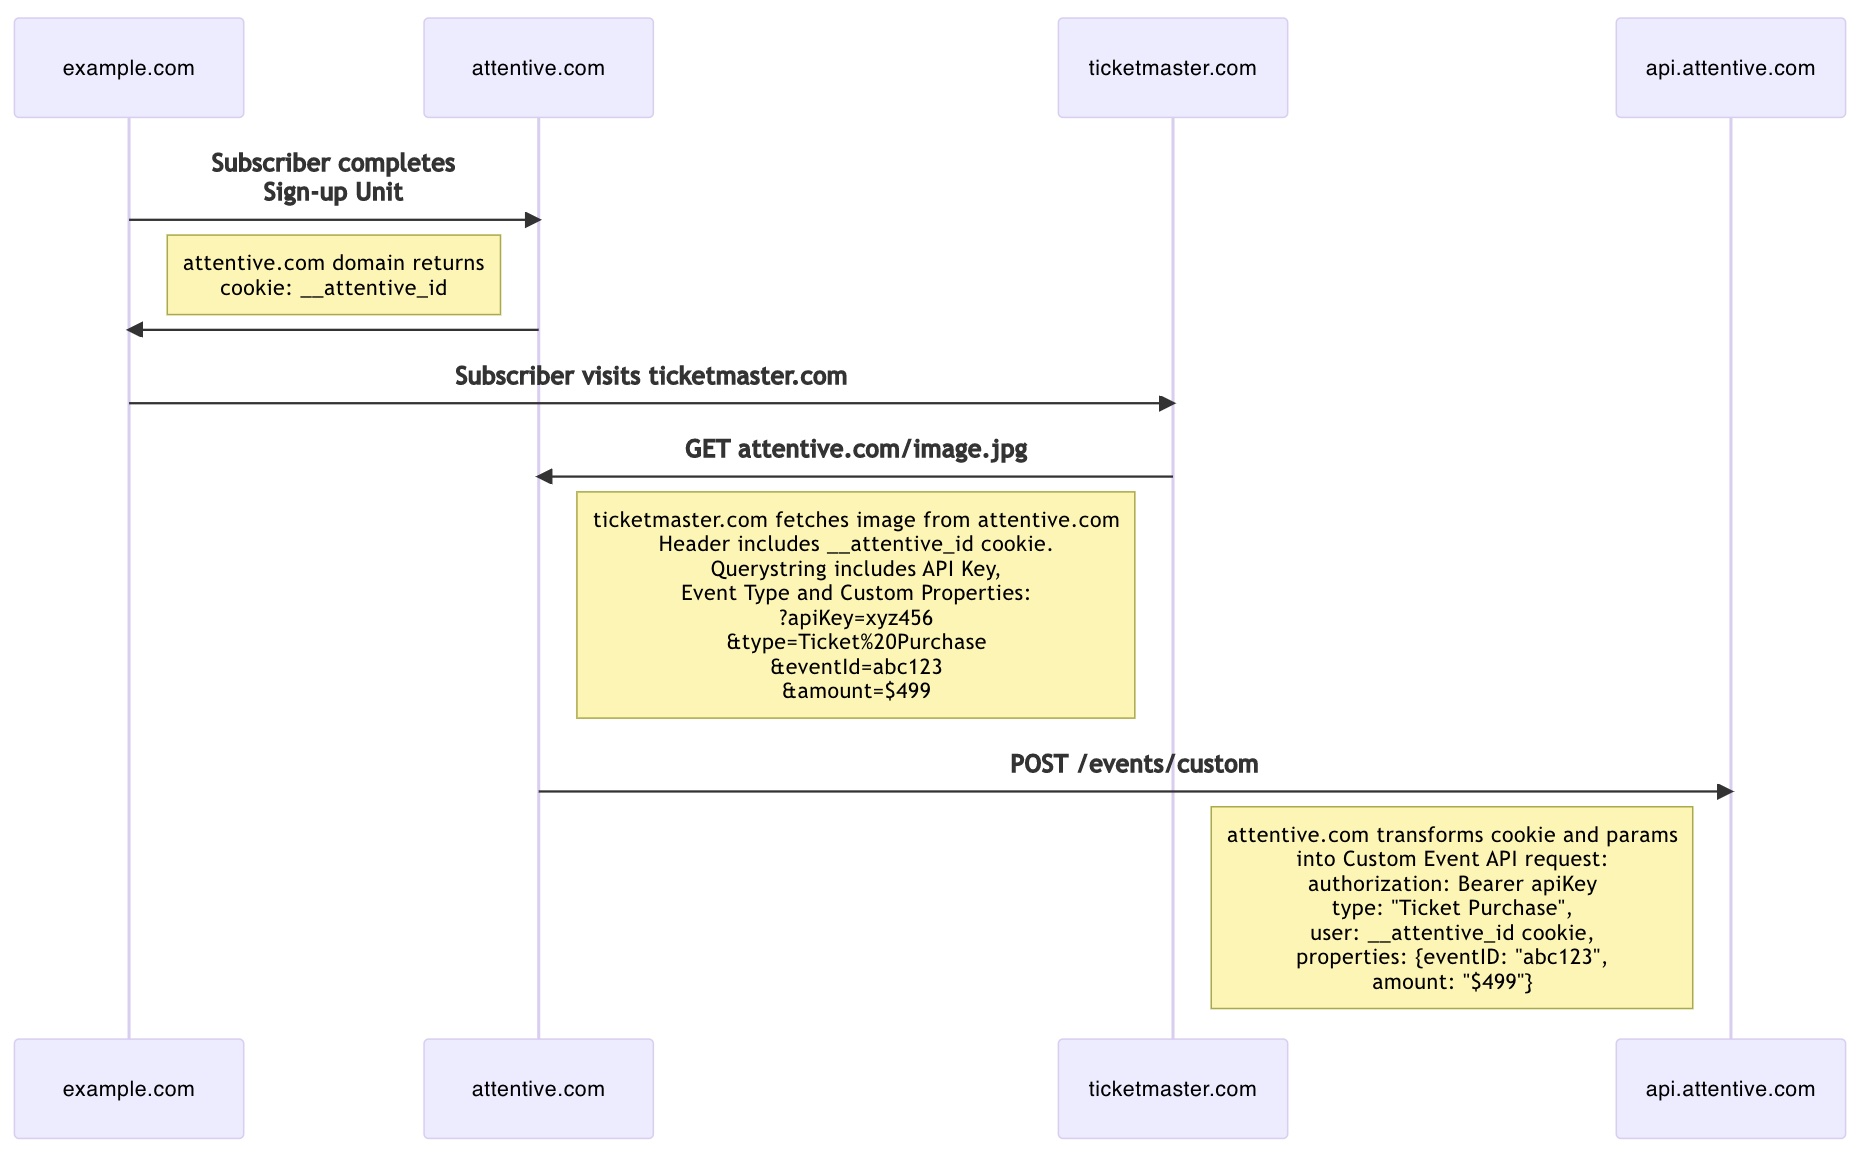 example.com
attentive.com
ticketmaster.com
api.attentive.com
Subscriber completes
Sign-up Unit
attentive.com domain returns
cookie: __attentive_id
Subscriber visits ticketmaster.com
GET attentive.com/image.jpg
ticketmaster.com fetches image from attentive.com
Header includes __attentive_id cookie.
Querystring includes API Key,
Event Type and Custom Properties:
?apiKey=xyz456
&type=Ticket%20Purchase
&eventId=abc123
&amount=$499
POST /events/custom
attentive.com transforms cookie and params
into Custom Event API request:
authorization: Bearer apiKey
type: "Ticket Purchase",
user: __attentive_id cookie,
properties: {eventID: "abc123",
amount: "$499"}
example.com
attentive.com
ticketmaster.com
api.attentive.com